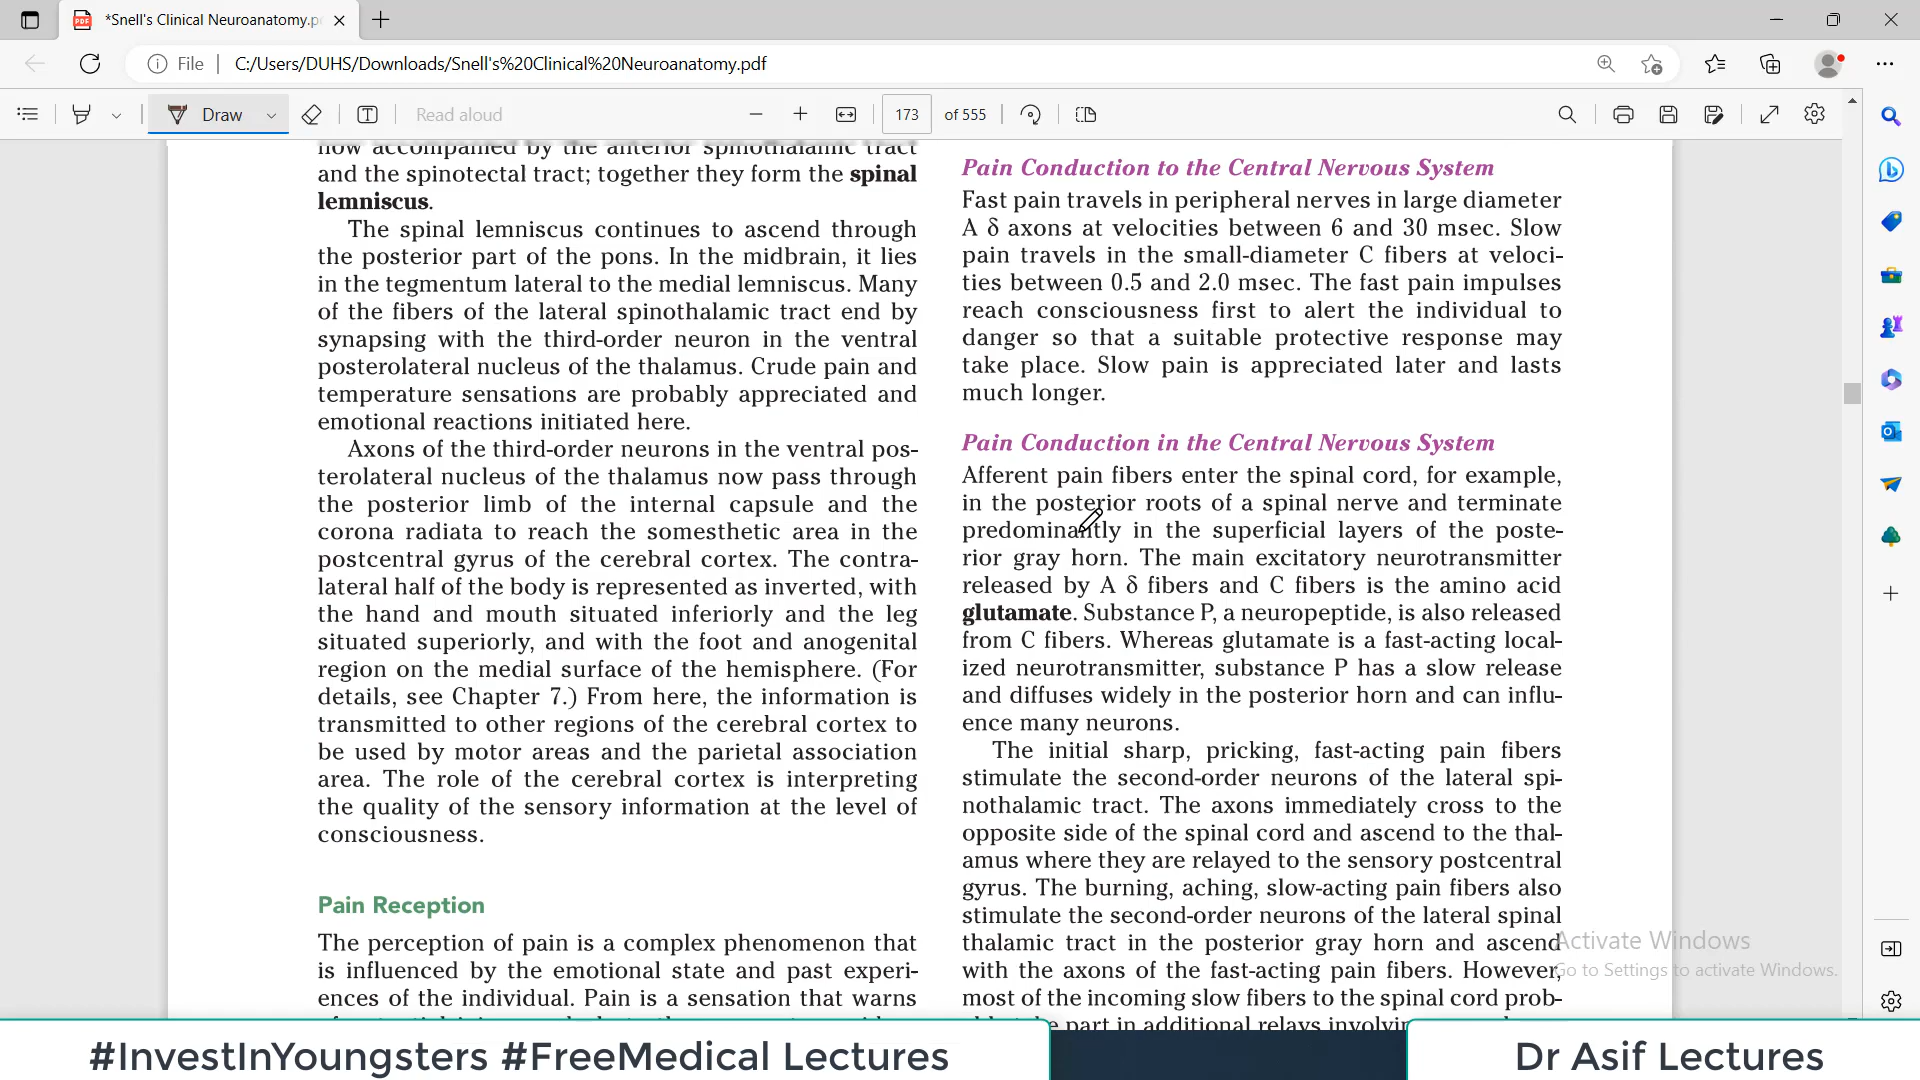 *Snell's Clinical Neuroanatomy.p
File
C:/Users/DUHS/Downloads/Snell's%20Clinical%20Neuroanatomy.pdf
Draw
Read aloud
173
of 555
now accompanied by the anterior spinothalamic tract
and the spinotectal tract; together they form the spinal
lemniscus.
The spinal lemniscus continues to ascend through
the posterior part of the pons. In the midbrain, it lies
in the tegmentum lateral to the medial lemniscus. Many
of the fibers of the lateral spinothalamic tract end by
synapsing with the third-order neuron in the ventral
posterolateral nucleus of the thalamus. Crude pain and
temperature sensations are probably appreciated and
emotional reactions initiated here.
Axons of the third-order neurons in the ventral pos-
terolateral nucleus of the thalamus now pass through
the posterior limb of the internal capsule and the
corona radiata to reach the somesthetic area in the
postcentral gyrus of the cerebral cortex. The contra-
lateral half of the body is represented as inverted, with
the hand and mouth situated inferiorly and the leg
situated superiorly, and with the foot and anogenital
region on the medial surface of the hemisphere. (For
details, see Chapter 7.) From here, the information is
transmitted to other regions of the cerebral cortex to
be used by motor areas and the parietal association
area. The role of the cerebral cortex is interpreting
the quality of the sensory information at the level of
consciousness.
Pain Reception
The perception of pain is a complex phenomenon that
is influenced by the emotional state and past experi-
ences of the individual. Pain is a sensation that warns
Pain Conduction to the Central Nervous System
Fast pain travels in peripheral nerves in large diameter
A δ axons at velocities between 6 and 30 msec. Slow
pain travels in the small-diameter C fibers at veloci-
ties between 0.5 and 2.0 msec. The fast pain impulses
reach consciousness first to alert the individual to
danger so that a suitable protective response may
take place. Slow pain is appreciated later and lasts
much longer.
Pain Conduction in the Central Nervous System
Afferent pain fibers enter the spinal cord, for example,
in the posterior roots of a spinal nerve and terminate
predominantly in the superficial layers of the poste-
rior gray horn. The main excitatory neurotransmitter
released by A δ fibers and C fibers is the amino acid
glutamate. Substance P, a neuropeptide, is also released
from C fibers. Whereas glutamate is a fast-acting local-
ized neurotransmitter, substance P has a slow release
and diffuses widely in the posterior horn and can influ-
ence many neurons.
The initial sharp, pricking, fast-acting pain fibers
stimulate the second-order neurons of the lateral spi-
nothalamic tract. The axons immediately cross to the
opposite side of the spinal cord and ascend to the thal-
amus where they are relayed to the sensory postcentral
gyrus. The burning, aching, slow-acting pain fibers also
stimulate the second-order neurons of the lateral spinal
thalamic tract in the posterior gray horn and ascend
with the axons of the fast-acting pain fibers. However,
most of the incoming slow fibers to the spinal cord prob-
part in additional relays
Activate Windows
Go to Settings to activate Windows.
#InvestInYoungsters #FreeMedical Lectures
Dr Asif Lectures